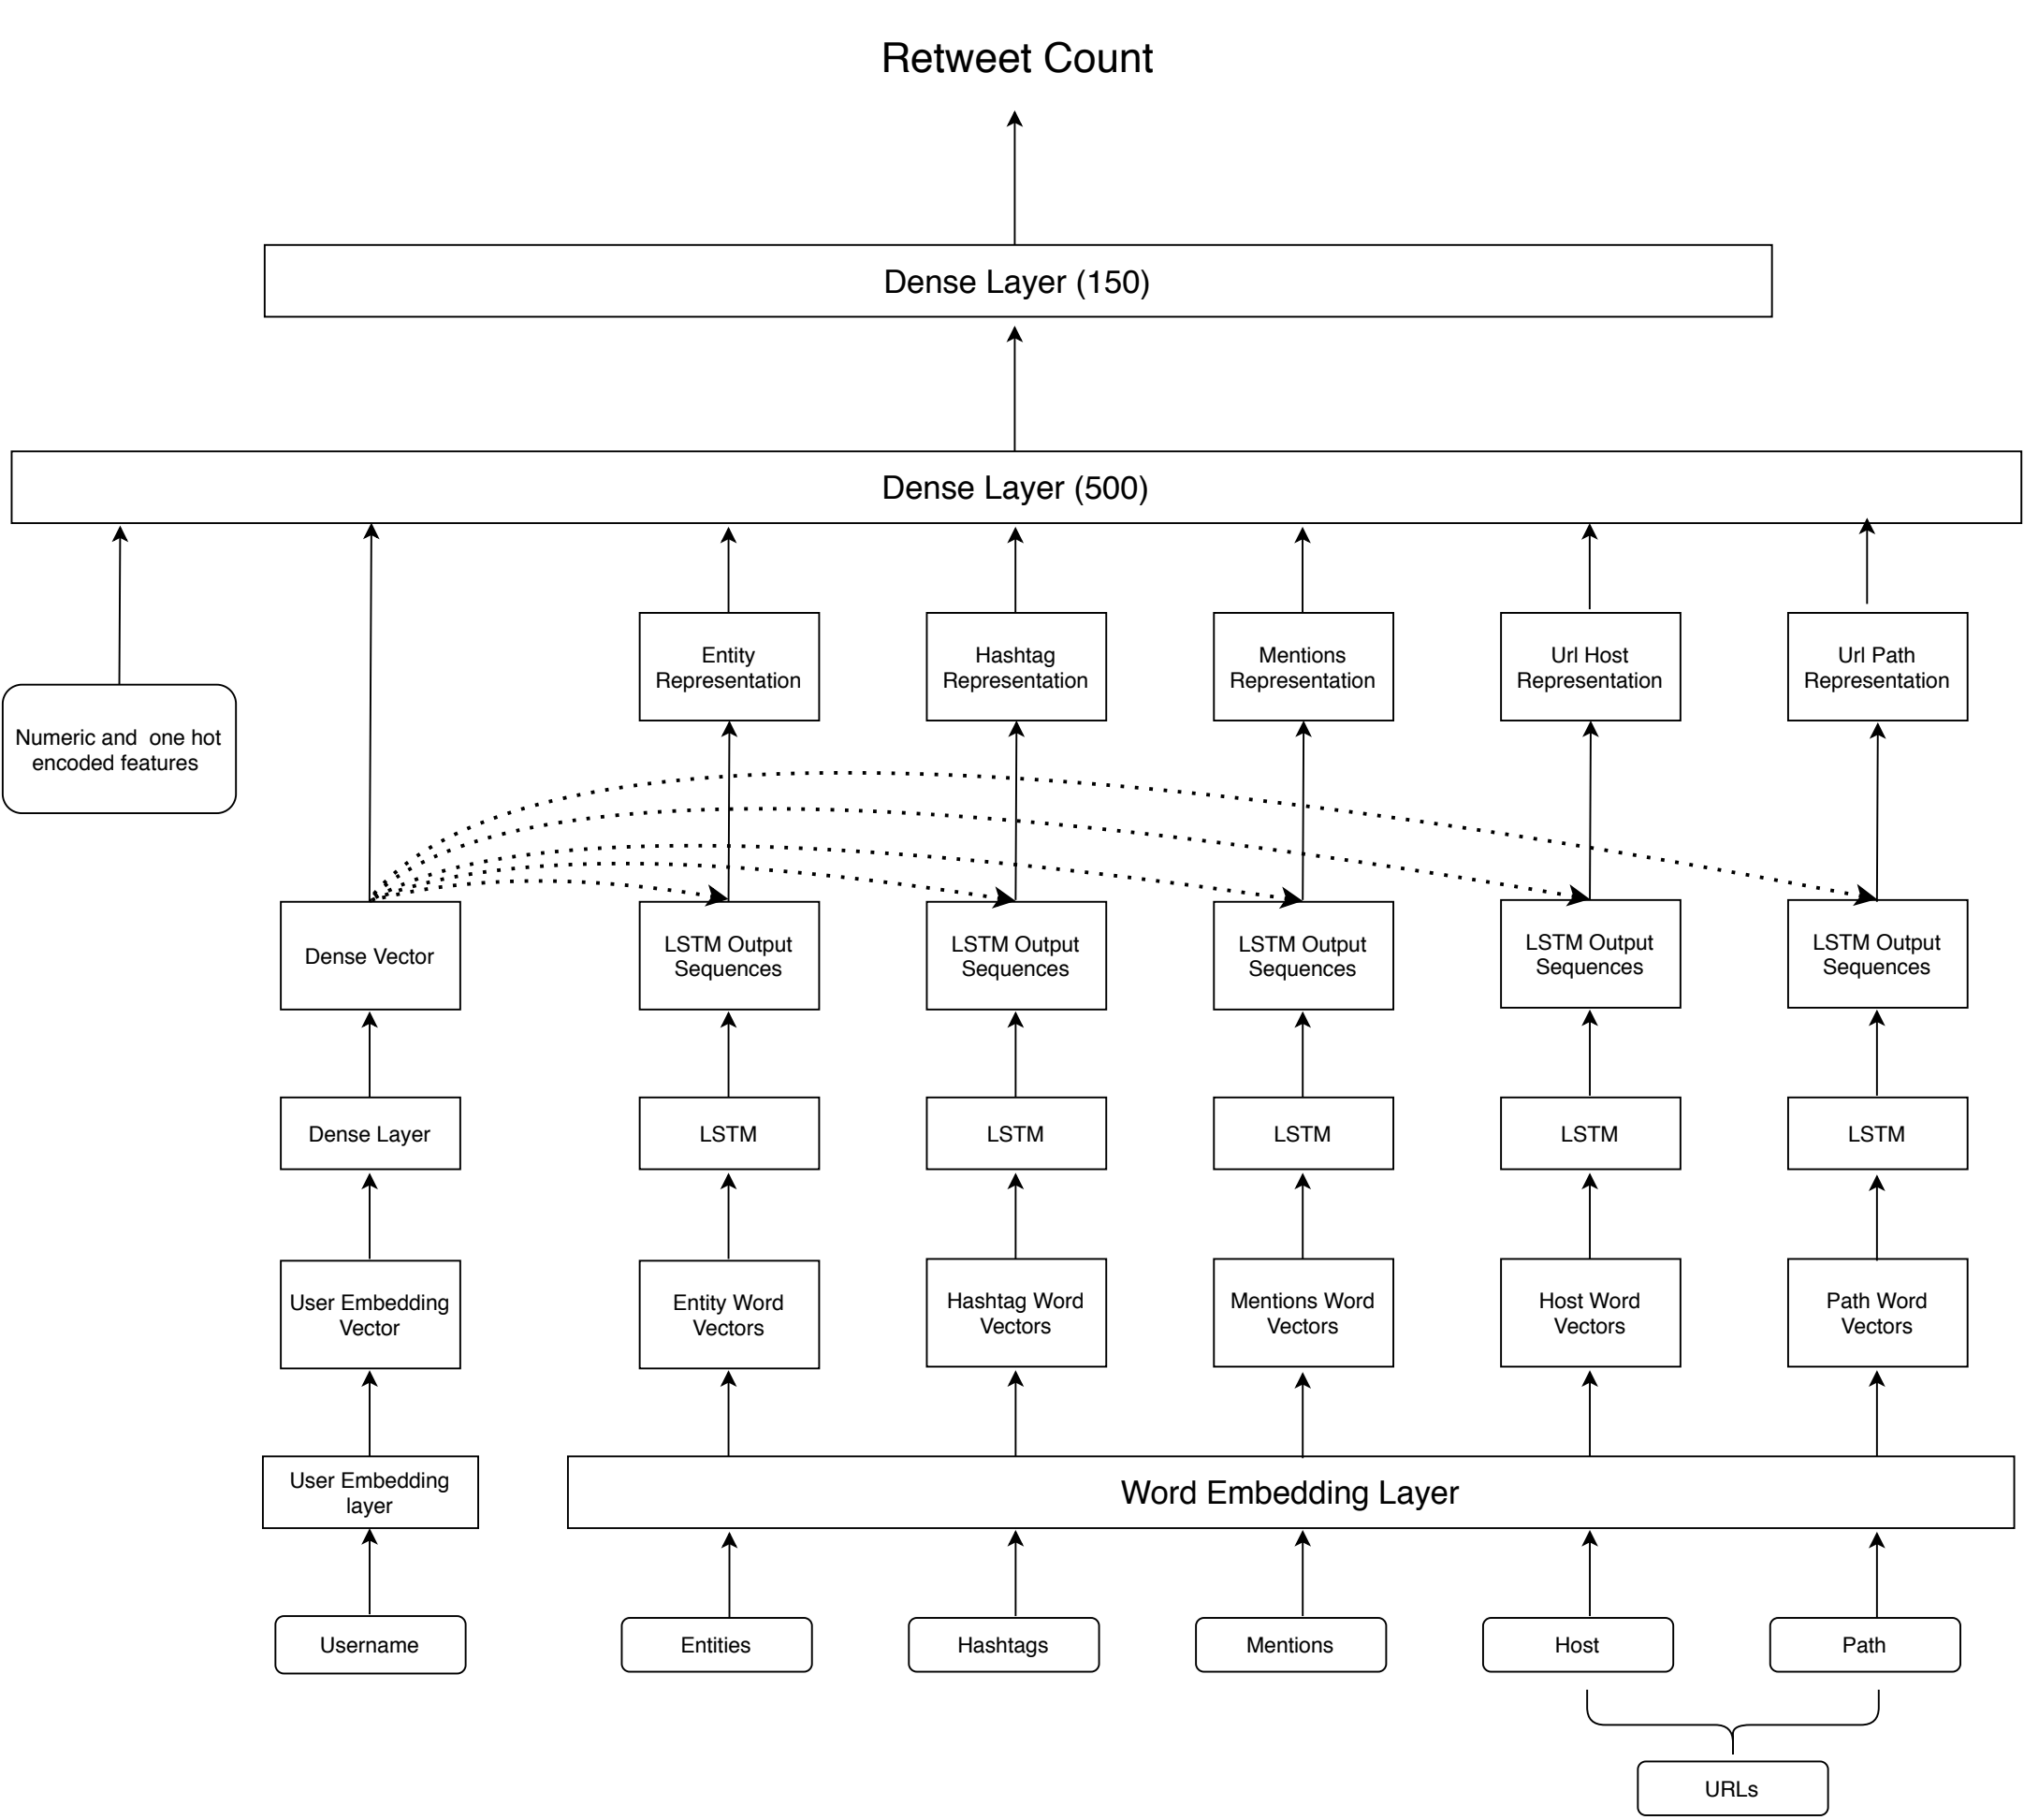 Retweet Count
Dense Layer (150)
Dense Layer (500)
Entity
Representation
Hashtag
Representation
Mentions
Representation
Url Host
Representation
Url Path
Representation
Numeric and  one hot
encoded features
Dense Vector
LSTM Output
Sequences
LSTM Output
Sequences
LSTM Output
Sequences
LSTM Output
Sequences
LSTM Output
Sequences
Dense Layer
LSTM
LSTM
LSTM
LSTM
LSTM
User Embedding
Vector
Entity Word
Vectors
Hashtag Word
Vectors
Mentions Word
Vectors
Host Word
Vectors
Path Word
Vectors
User Embedding
layer
Word Embedding Layer
Username
Entities
Hashtags
Mentions
Host
Path
URLs